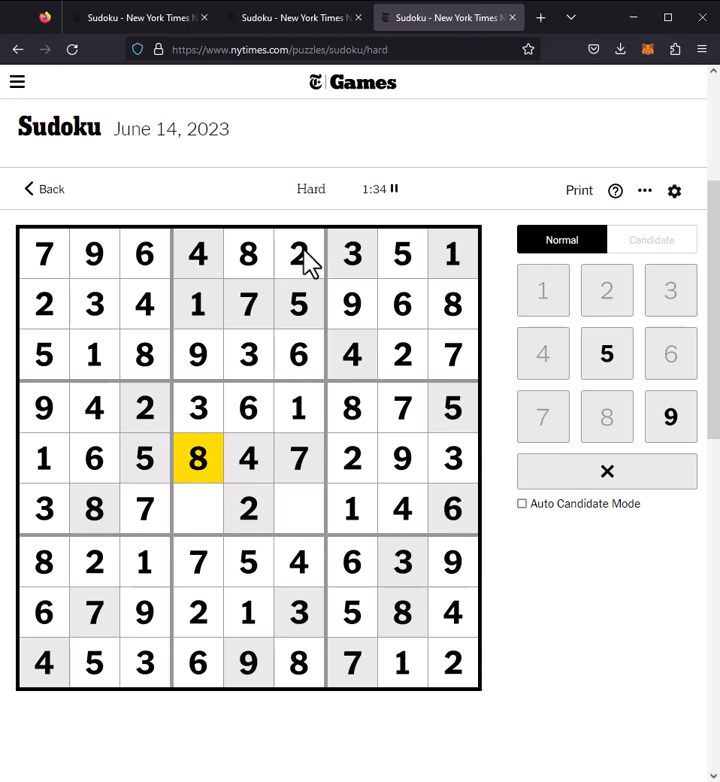 Sudoku - New York Times N Sudoku - New York Times N Sudoku - New York Times N
https://www.nytimes.com/puzzles/sudoku/hard
Games
Sudoku June 14, 2023
Back Hard 1:34 Print
7 9 6 4 8 2 3 5 1
2 3 4 1 7 5 9 6 8
5 1 8 9 3 6 4 2 7
9 4 2 3 6 1 8 7 5
1 6 5 8 4 7 2 9 3
3 8 7 2 1 4 6
8 2 1 7 5 4 6 3 9
6 7 9 2 1 3 5 8 4
4 5 3 6 9 8 7 1 2
Normal Candidate
1 2 3
4 5 6
7 8 9
Auto Candidate Mode